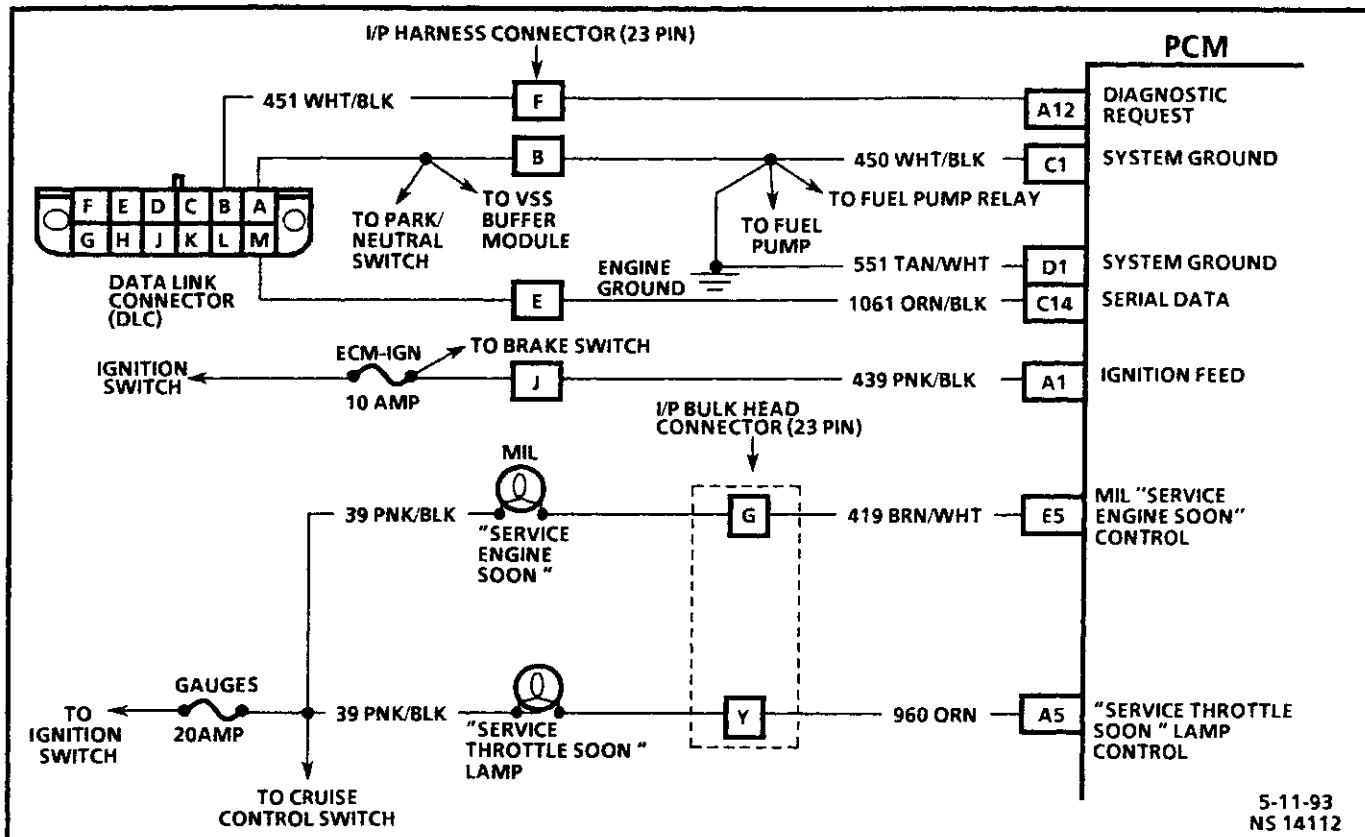 I/P HARNESS CONNECTOR (23 PIN)
PCM
451 WHT/BLK
F
A12
DIAGNOSTIC
REQUEST
B
450 WHT/BLK
C1
SYSTEM GROUND
TO PARK/
NEUTRAL
SWITCH
TO VSS
BUFFER
MODULE
TO FUEL PUMP RELAY
TO FUEL
PUMP
F E D C B A
G H J K L M
DATA LINK
CONNECTOR
(DLC)
ENGINE
GROUND
551 TAN/WHT
D1
SYSTEM GROUND
E
1061 ORN/BLK
C14
SERIAL DATA
IGNITION
SWITCH
ECM-IGN
10 AMP
TO BRAKE SWITCH
J
439 PNK/BLK
A1
IGNITION FEED
I/P BULK HEAD
CONNECTOR (23 PIN)
MIL
39 PNK/BLK
"SERVICE
ENGINE
SOON "
G
419 BRN/WHT
E5
MIL "SERVICE
ENGINE SOON"
CONTROL
GAUGES
20AMP
TO
IGNITION
SWITCH
39 PNK/BLK
"SERVICE
THROTTLE SOON "
LAMP
Y
960 ORN
A5
"SERVICE THROTTLE
SOON " LAMP
CONTROL
TO CRUISE
CONTROL SWITCH
5-11-93
NS 14112